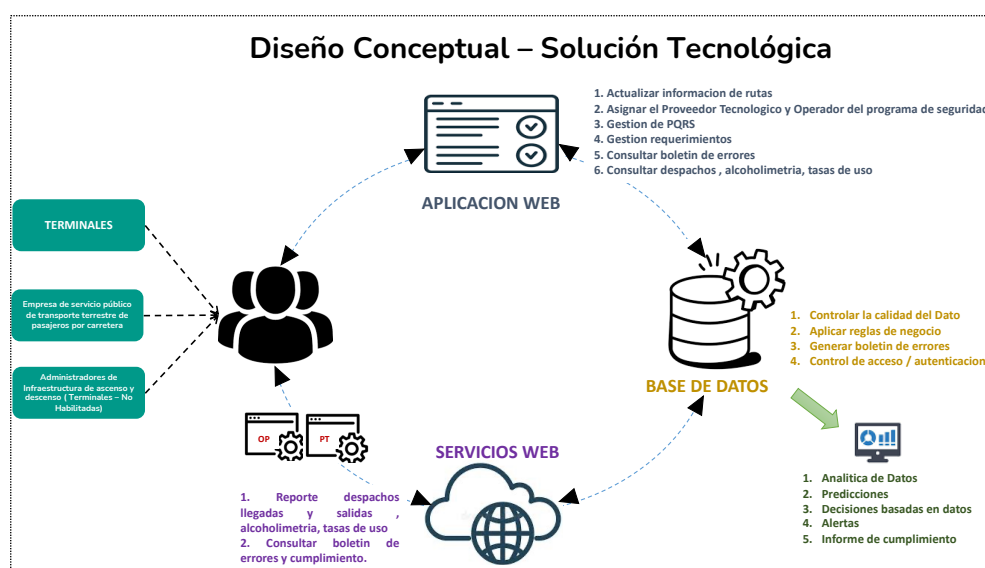 Diseño Conceptual – Solución Tecnológica
1. Actualizar informacion de rutas
2. Asignar el Proveedor Tecnologico y Operador del programa de seguridad
3. Gestion de PQRS
4. Gestion requerimientos
5. Consultar boletin de errores
6. Consultar despachos , alcoholimetria, tasas de uso
APLICACION WEB
TERMINALES
Empresa de servicio público
de transporte terrestre de
pasajeros por carretera
Administradores de
Infraestructura de ascenso y
descenso ( Terminales – No
Habilitadas)
1. Controlar la calidad del Dato
2. Aplicar reglas de negocio
3. Generar boletin de errores
4. Control de acceso / autenticacion
BASE DE DATOS
OP
PT
SERVICIOS WEB
1. Reporte despachos
llegadas y salidas ,
alcoholimetria, tasas de uso
2. Consultar boletin de
errores y cumplimiento.
1. Analitica de Datos
2. Predicciones
3. Decisiones basadas en datos
4. Alertas
5. Informe de cumplimiento